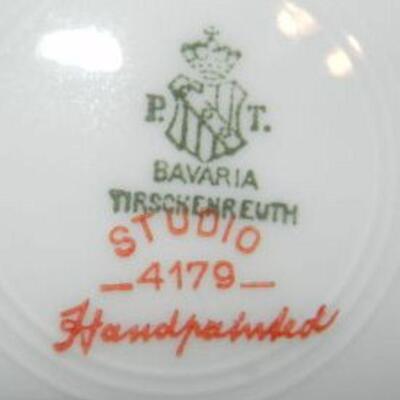 P. T.
BAVARIA
TIRSCHENREUTH
STUDIO
-4179-
Handpainted